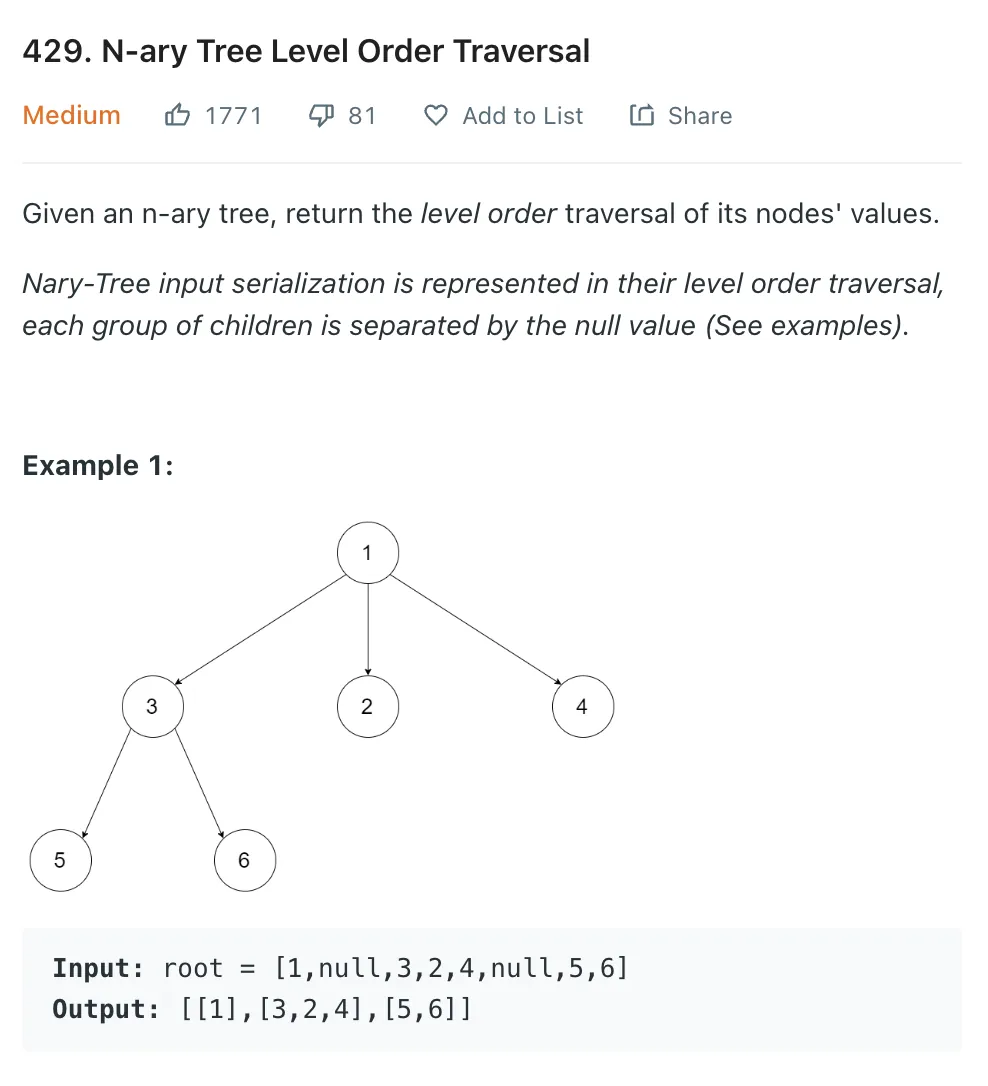 429. N-ary Tree Level Order Traversal
Medium 1771 81 Add to List Share
Given an n-ary tree, return the level order traversal of its nodes' values.
Nary-Tree input serialization is represented in their level order traversal,
each group of children is separated by the null value (See examples).
Example 1:
1
3 2 4
5 6
Input: root = [1,null,3,2,4,null,5,6]
Output: [[1],[3,2,4],[5,6]]